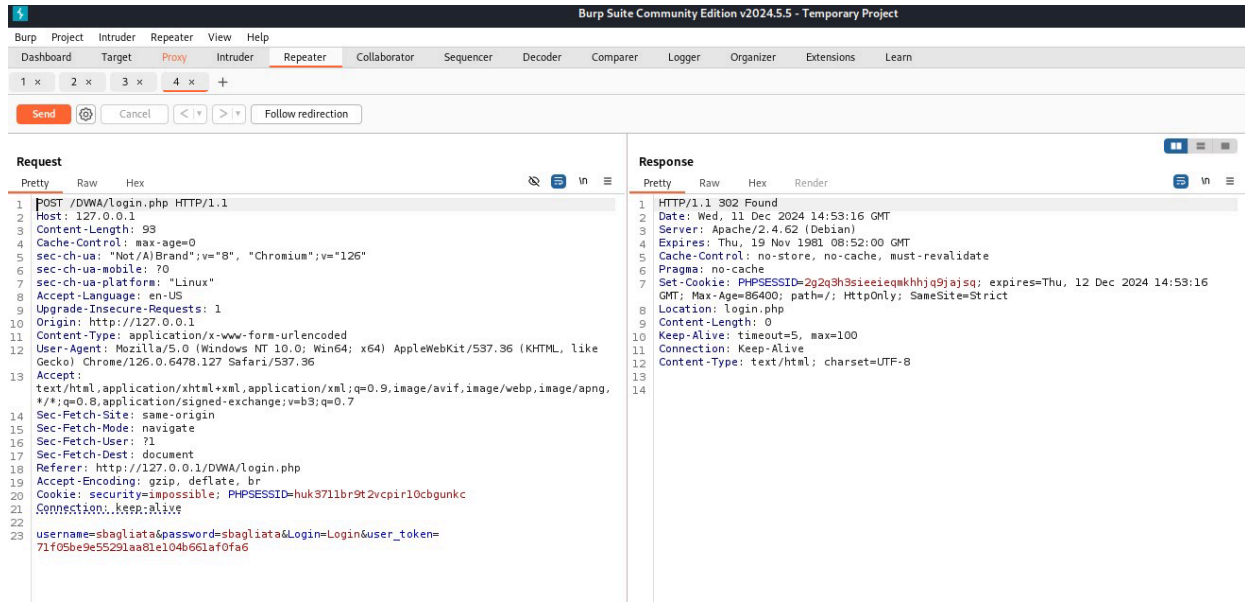 Burp Suite Community Edition v2024.5.5 - Temporary Project
Burp Project Intruder Repeater View Help
Dashboard Target Proxy Intruder Repeater Collaborator Sequencer Decoder Comparer Logger Organizer Extensions Learn
1 × 2 × 3 × 4 × +
Send Cancel < > Follow redirection
Request
Pretty Raw Hex \n
1 POST /DVWA/login.php HTTP/1.1
2 Host: 127.0.0.1
3 Content-Length: 93
4 Cache-Control: max-age=0
5 sec-ch-ua: "Not/A)Brand";v="8", "Chromium";v="126"
6 sec-ch-ua-mobile: ?0
7 sec-ch-ua-platform: "Linux"
8 Accept-Language: en-US
9 Upgrade-Insecure-Requests: 1
10 Origin: http://127.0.0.1
11 Content-Type: application/x-www-form-urlencoded
12 User-Agent: Mozilla/5.0 (Windows NT 10.0; Win64; x64) AppleWebKit/537.36 (KHTML, like
Gecko) Chrome/126.0.6478.127 Safari/537.36
13 Accept:
text/html,application/xhtml+xml,application/xml;q=0.9,image/avif,image/webp,image/apng,
*/*;q=0.8,application/signed-exchange;v=b3;q=0.7
14 Sec-Fetch-Site: same-origin
15 Sec-Fetch-Mode: navigate
16 Sec-Fetch-User: ?1
17 Sec-Fetch-Dest: document
18 Referer: http://127.0.0.1/DVWA/login.php
19 Accept-Encoding: gzip, deflate, br
20 Cookie: security=impossible; PHPSESSID=huk3711br9t2vcpir10cbgunkc
21 Connection: keep-alive
22
23 username=sbagliata&password=sbagliata&Login=Login&user_token=
71f05be9e55291aa81e104b661af0fa6
Response
Pretty Raw Hex Render \n
1 HTTP/1.1 302 Found
2 Date: Wed, 11 Dec 2024 14:53:16 GMT
3 Server: Apache/2.4.62 (Debian)
4 Expires: Thu, 19 Nov 1981 08:52:00 GMT
5 Cache-Control: no-store, no-cache, must-revalidate
6 Pragma: no-cache
7 Set-Cookie: PHPSESSID=2g2q3h3sieeieqmkhhjq9jajsq; expires=Thu, 12 Dec 2024 14:53:16
GMT; Max-Age=86400; path=/; HttpOnly; SameSite=Strict
8 Location: login.php
9 Content-Length: 0
10 Keep-Alive: timeout=5, max=100
11 Connection: Keep-Alive
12 Content-Type: text/html; charset=UTF-8
13
14